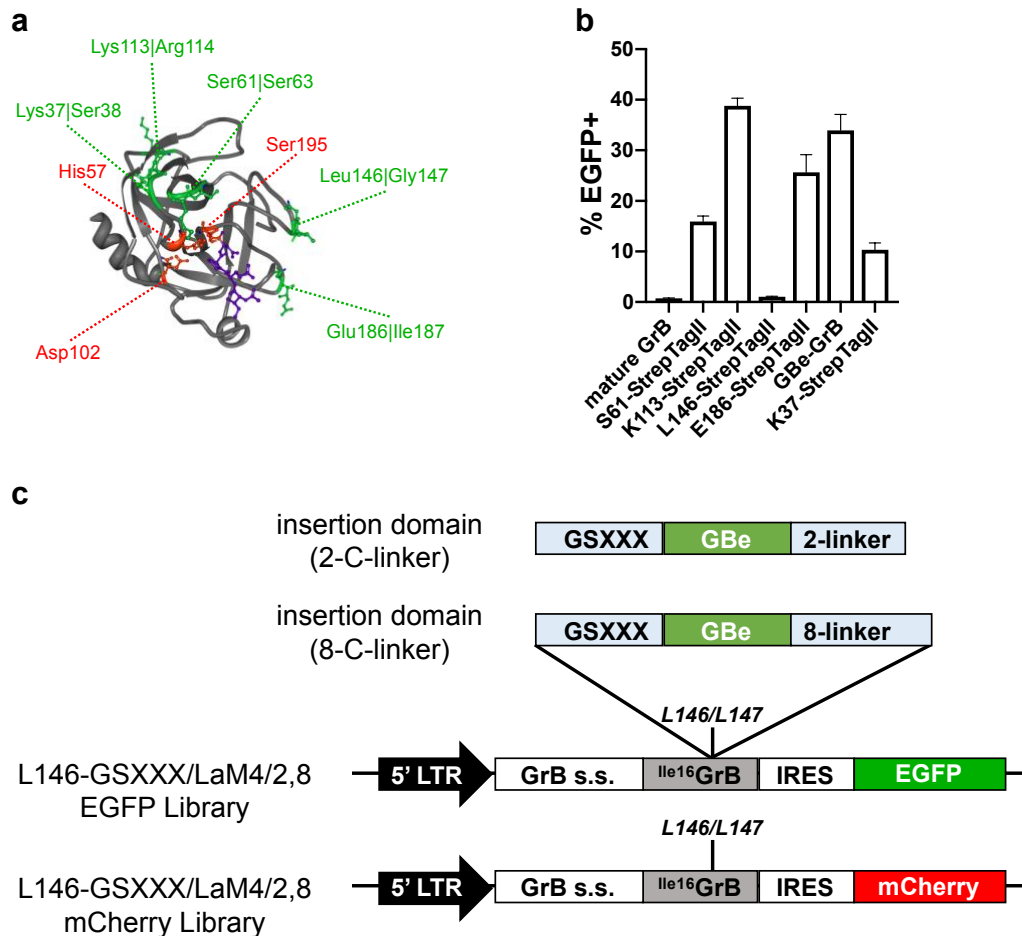 a
Lys113|Arg114
Ser61|Ser63
Lys37|Ser38
Ser195
His57
Leu146|Gly147
Glu186|Ile187
Asp102
b
% EGFP+
50
40
30
20
10
0
mature GrB
S61-StrepTagII
K113-StrepTagII
L146-StrepTagII
E186-StrepTagII
GBe-GrB
K37-StrepTagII
c
insertion domain
(2-C-linker)
GSXXX GBe 2-linker
insertion domain
(8-C-linker)
GSXXX GBe 8-linker
L146/L147
L146-GSXXX/LaM4/2,8
EGFP Library
5' LTR GrB s.s. Ile16GrB IRES EGFP
L146/L147
L146-GSXXX/LaM4/2,8
mCherry Library
5' LTR GrB s.s. Ile16GrB IRES mCherry